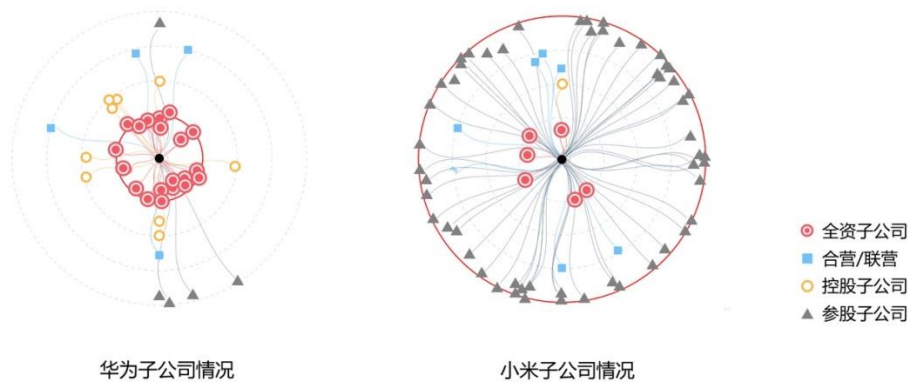 全资子公司
合营/联营
控股子公司
参股子公司
华为子公司情况
小米子公司情况